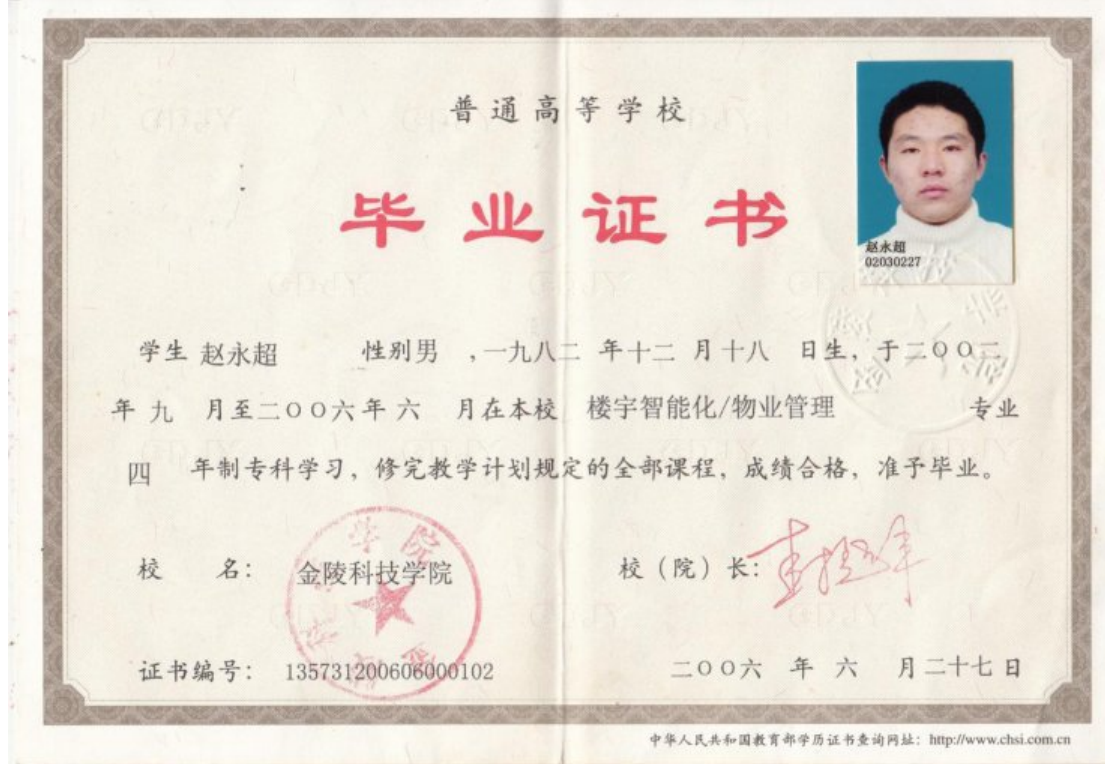 普通高等学校
毕业证书
赵永超
02030227
学生 赵永超 性别男 ,一九八二 年十二 月十八 日生，于二〇〇二
年 九 月至二〇〇六年 六 月在本校 楼宇智能化/物业管理 专业
四 年制专科学习，修完教学计划规定的全部课程，成绩合格，准予毕业。
校 名： 金陵科技学院 校（院）长：
证书编号： 135731200606000102 二〇〇六 年 六 月二十七日
中华人民共和国教育部学历证书查询网址：http://www.chsi.com.cn